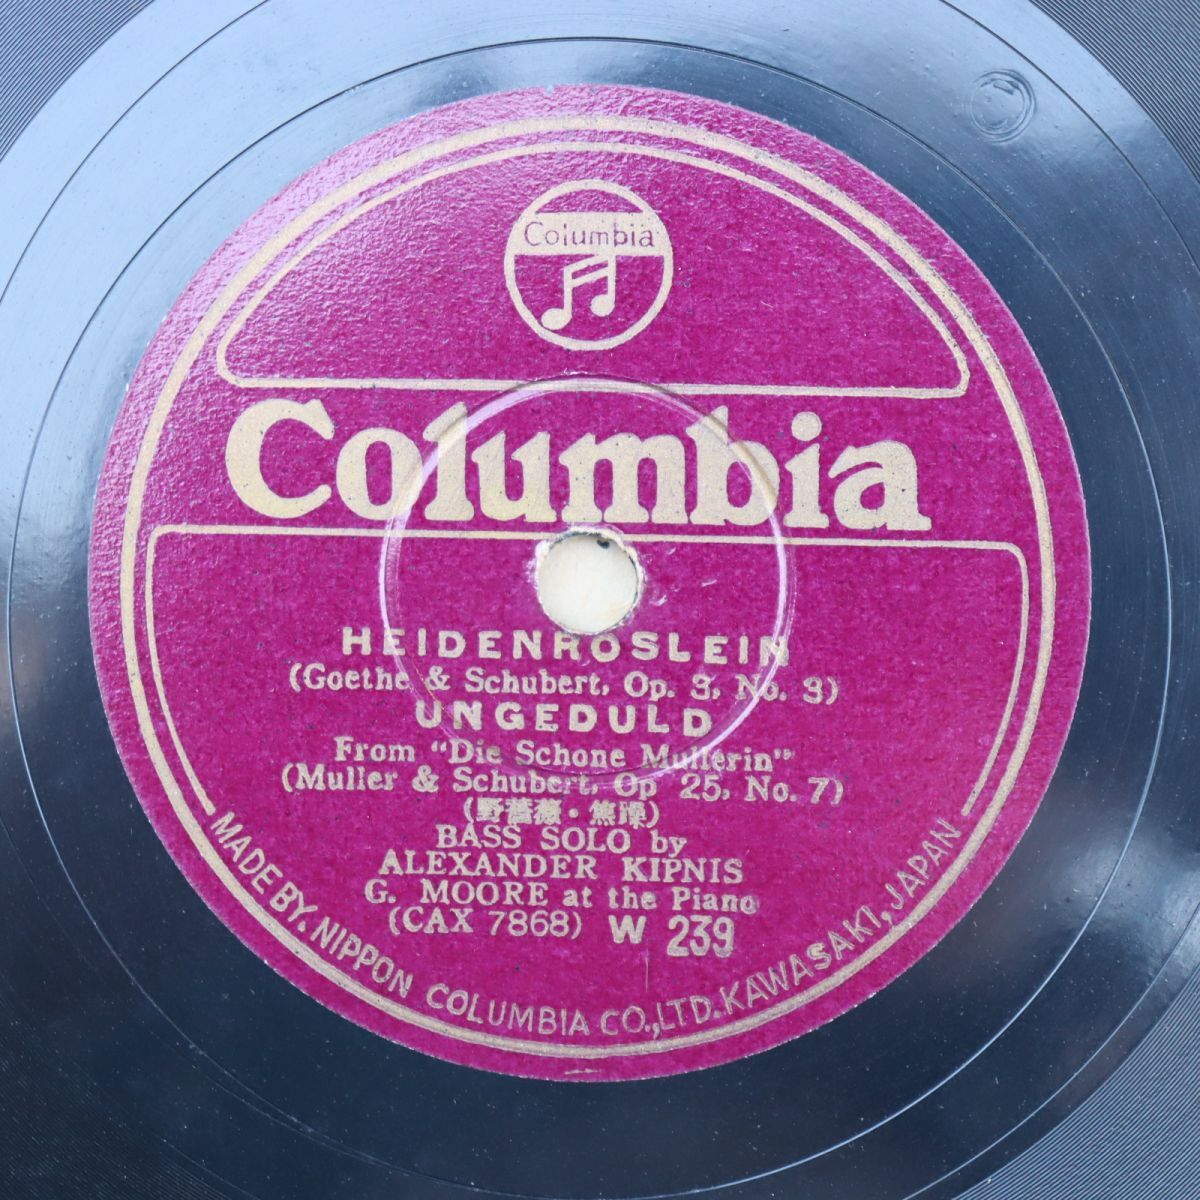 Columbia
Columbia
HEIDENROSLEIN
(Goethe & Schubert, Op. 3, No. 3)
UNGEDULD
From "Die Schone Mullerin"
(Muller & Schubert, Op 25, No. 7)
(野薔薇・焦躁)
BASS SOLO by
ALEXANDER KIPNIS
G. MOORE at the Piano
(CAX 7868) W 239
MADE BY. NIPPON COLUMBIA CO.,LTD. KAWASAKI, JAPAN